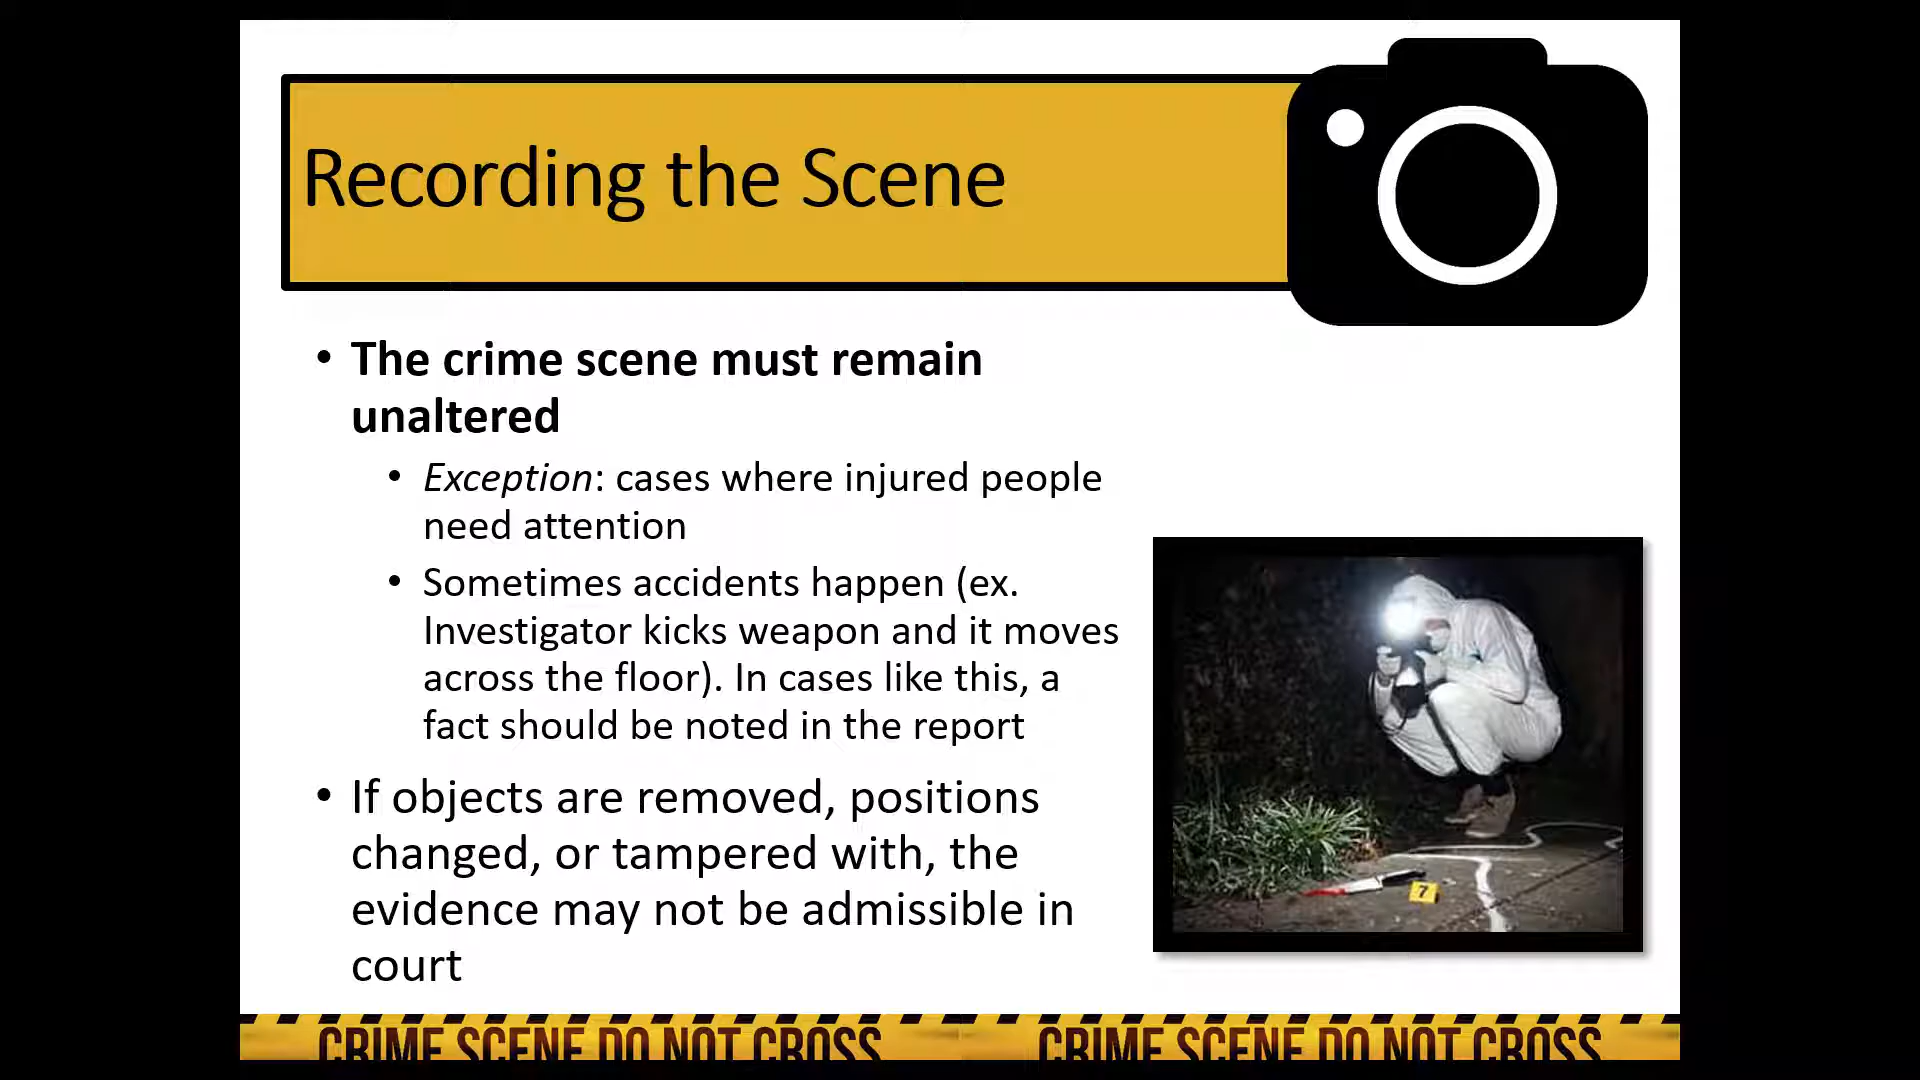 Recording the Scene
• The crime scene must remain
unaltered
• Exception: cases where injured people
need attention
• Sometimes accidents happen (ex.
Investigator kicks weapon and it moves
across the floor). In cases like this, a
fact should be noted in the report
• If objects are removed, positions
changed, or tampered with, the
evidence may not be admissible in
court
7
CRIME SCENE DO NOT CROSS CRIME SCENE DO NOT CROSS